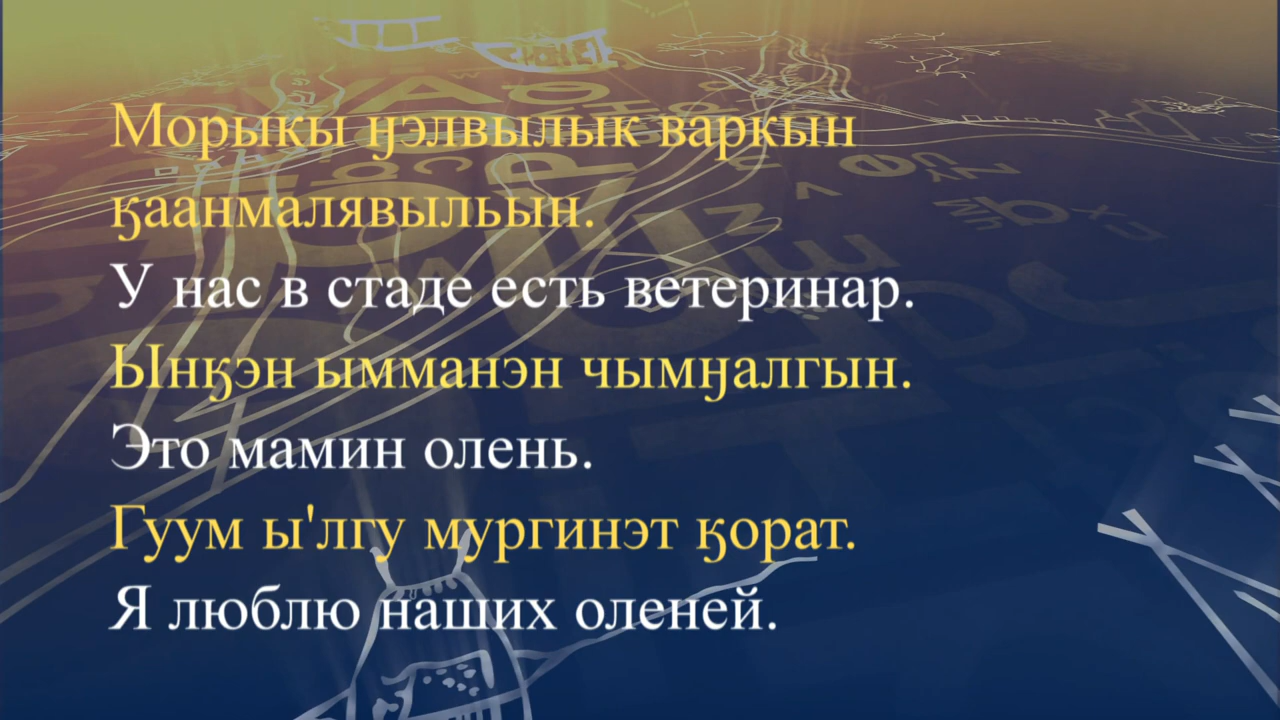 Морыкы ӈэлвылык варкын
ӄаанмалявыльын.
У нас в стаде есть ветеринар.
Ынӄэн ымманэн чымӈалгын.
Это мамин олень.
Гуум ы'лгу мургинэт ӄорат.
Я люблю наших оленей.